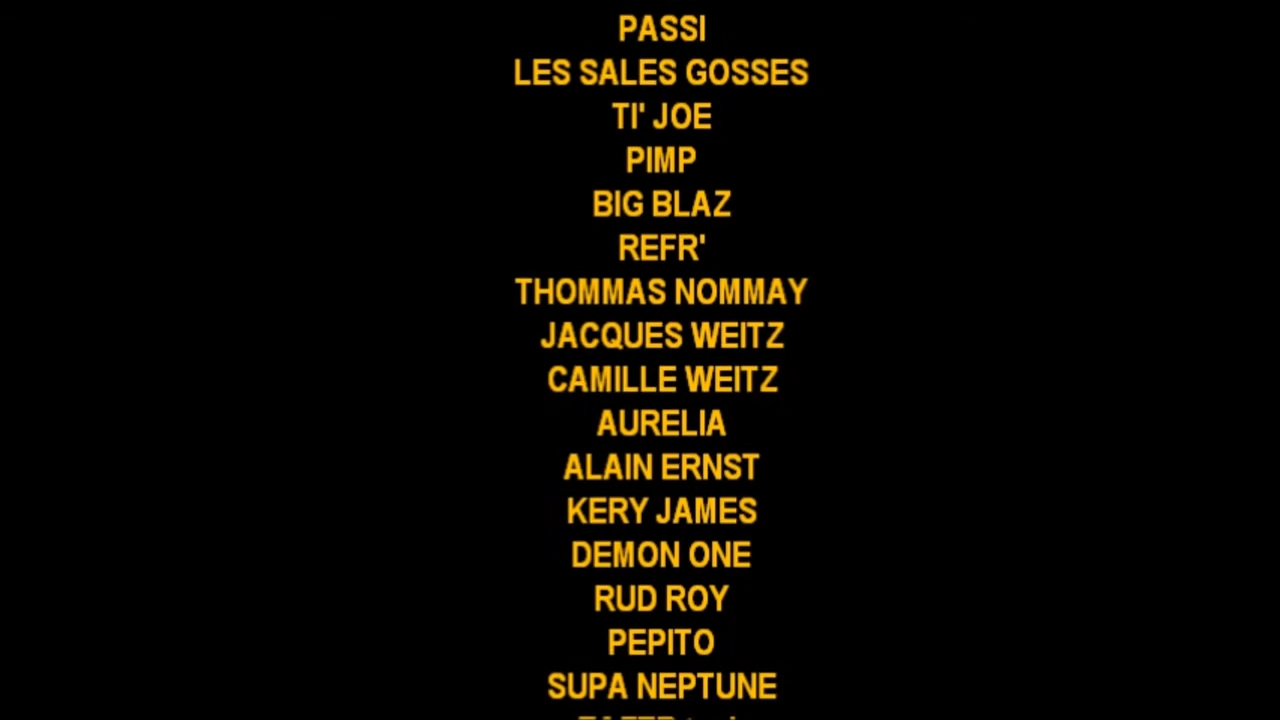 PASSI
LES SALES GOSSES
TI' JOE
PIMP
BIG BLAZ
REFR'
THOMMAS NOMMAY
JACQUES WEITZ
CAMILLE WEITZ
AURELIA
ALAIN ERNST
KERY JAMES
DEMON ONE
RUD ROY
PEPITO
SUPA NEPTUNE